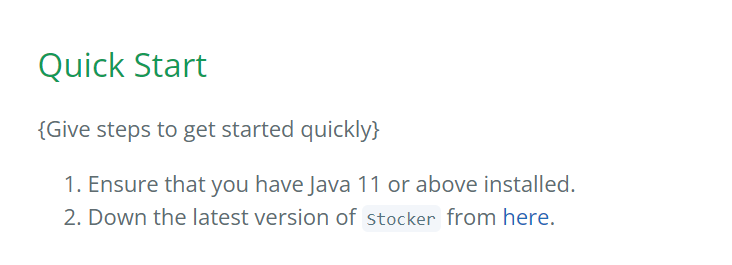 Quick Start
{Give steps to get started quickly}
1. Ensure that you have Java 11 or above installed.
2. Down the latest version of Stocker from here.